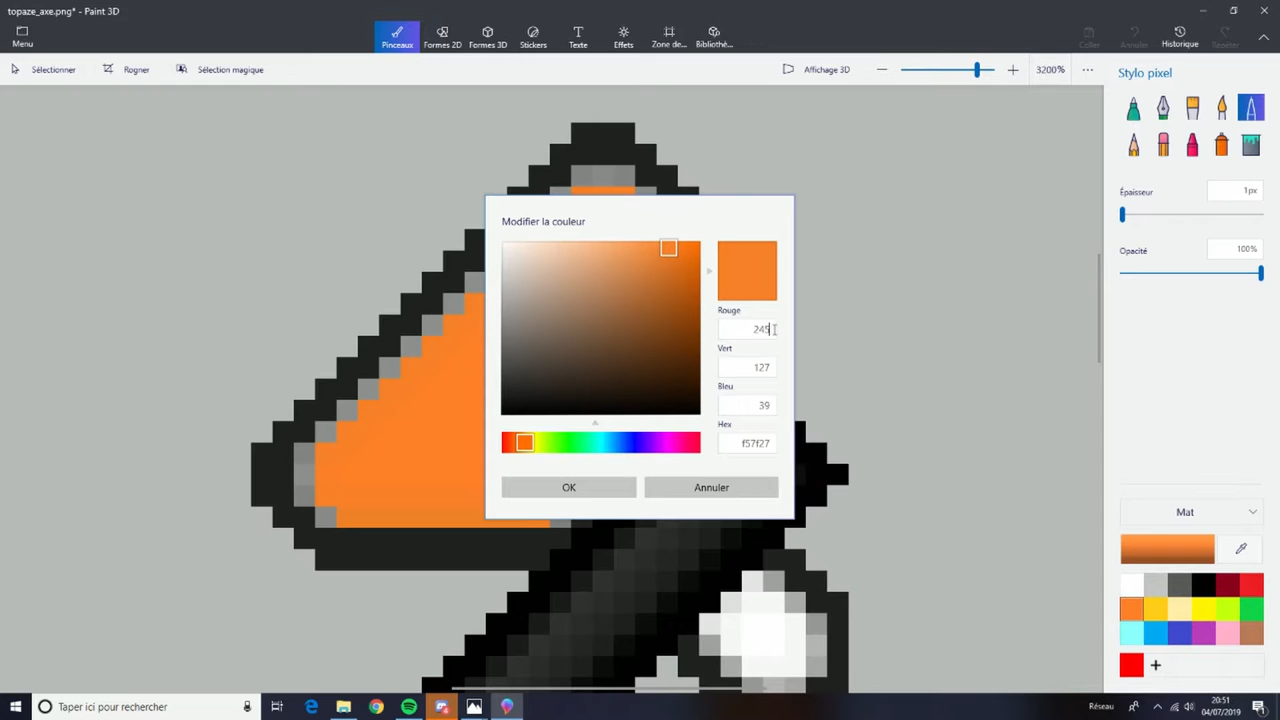 topaze_axe.png* - Paint 3D
Menu
Pinceaux
Formes 2D
Formes 3D
Stickers
Texte
Effets
Zone de...
Bibliothè...
Coller
Annuler
Historique
Répéter
Sélectionner
Rogner
Sélection magique
Affichage 3D
3200%
Stylo pixel
Épaisseur
1px
Opacité
100%
Modifier la couleur
Rouge
245
Vert
127
Bleu
39
Hex
f57f27
OK
Annuler
Mat
Taper ici pour rechercher
Réseau
20:51
04/07/2019
1